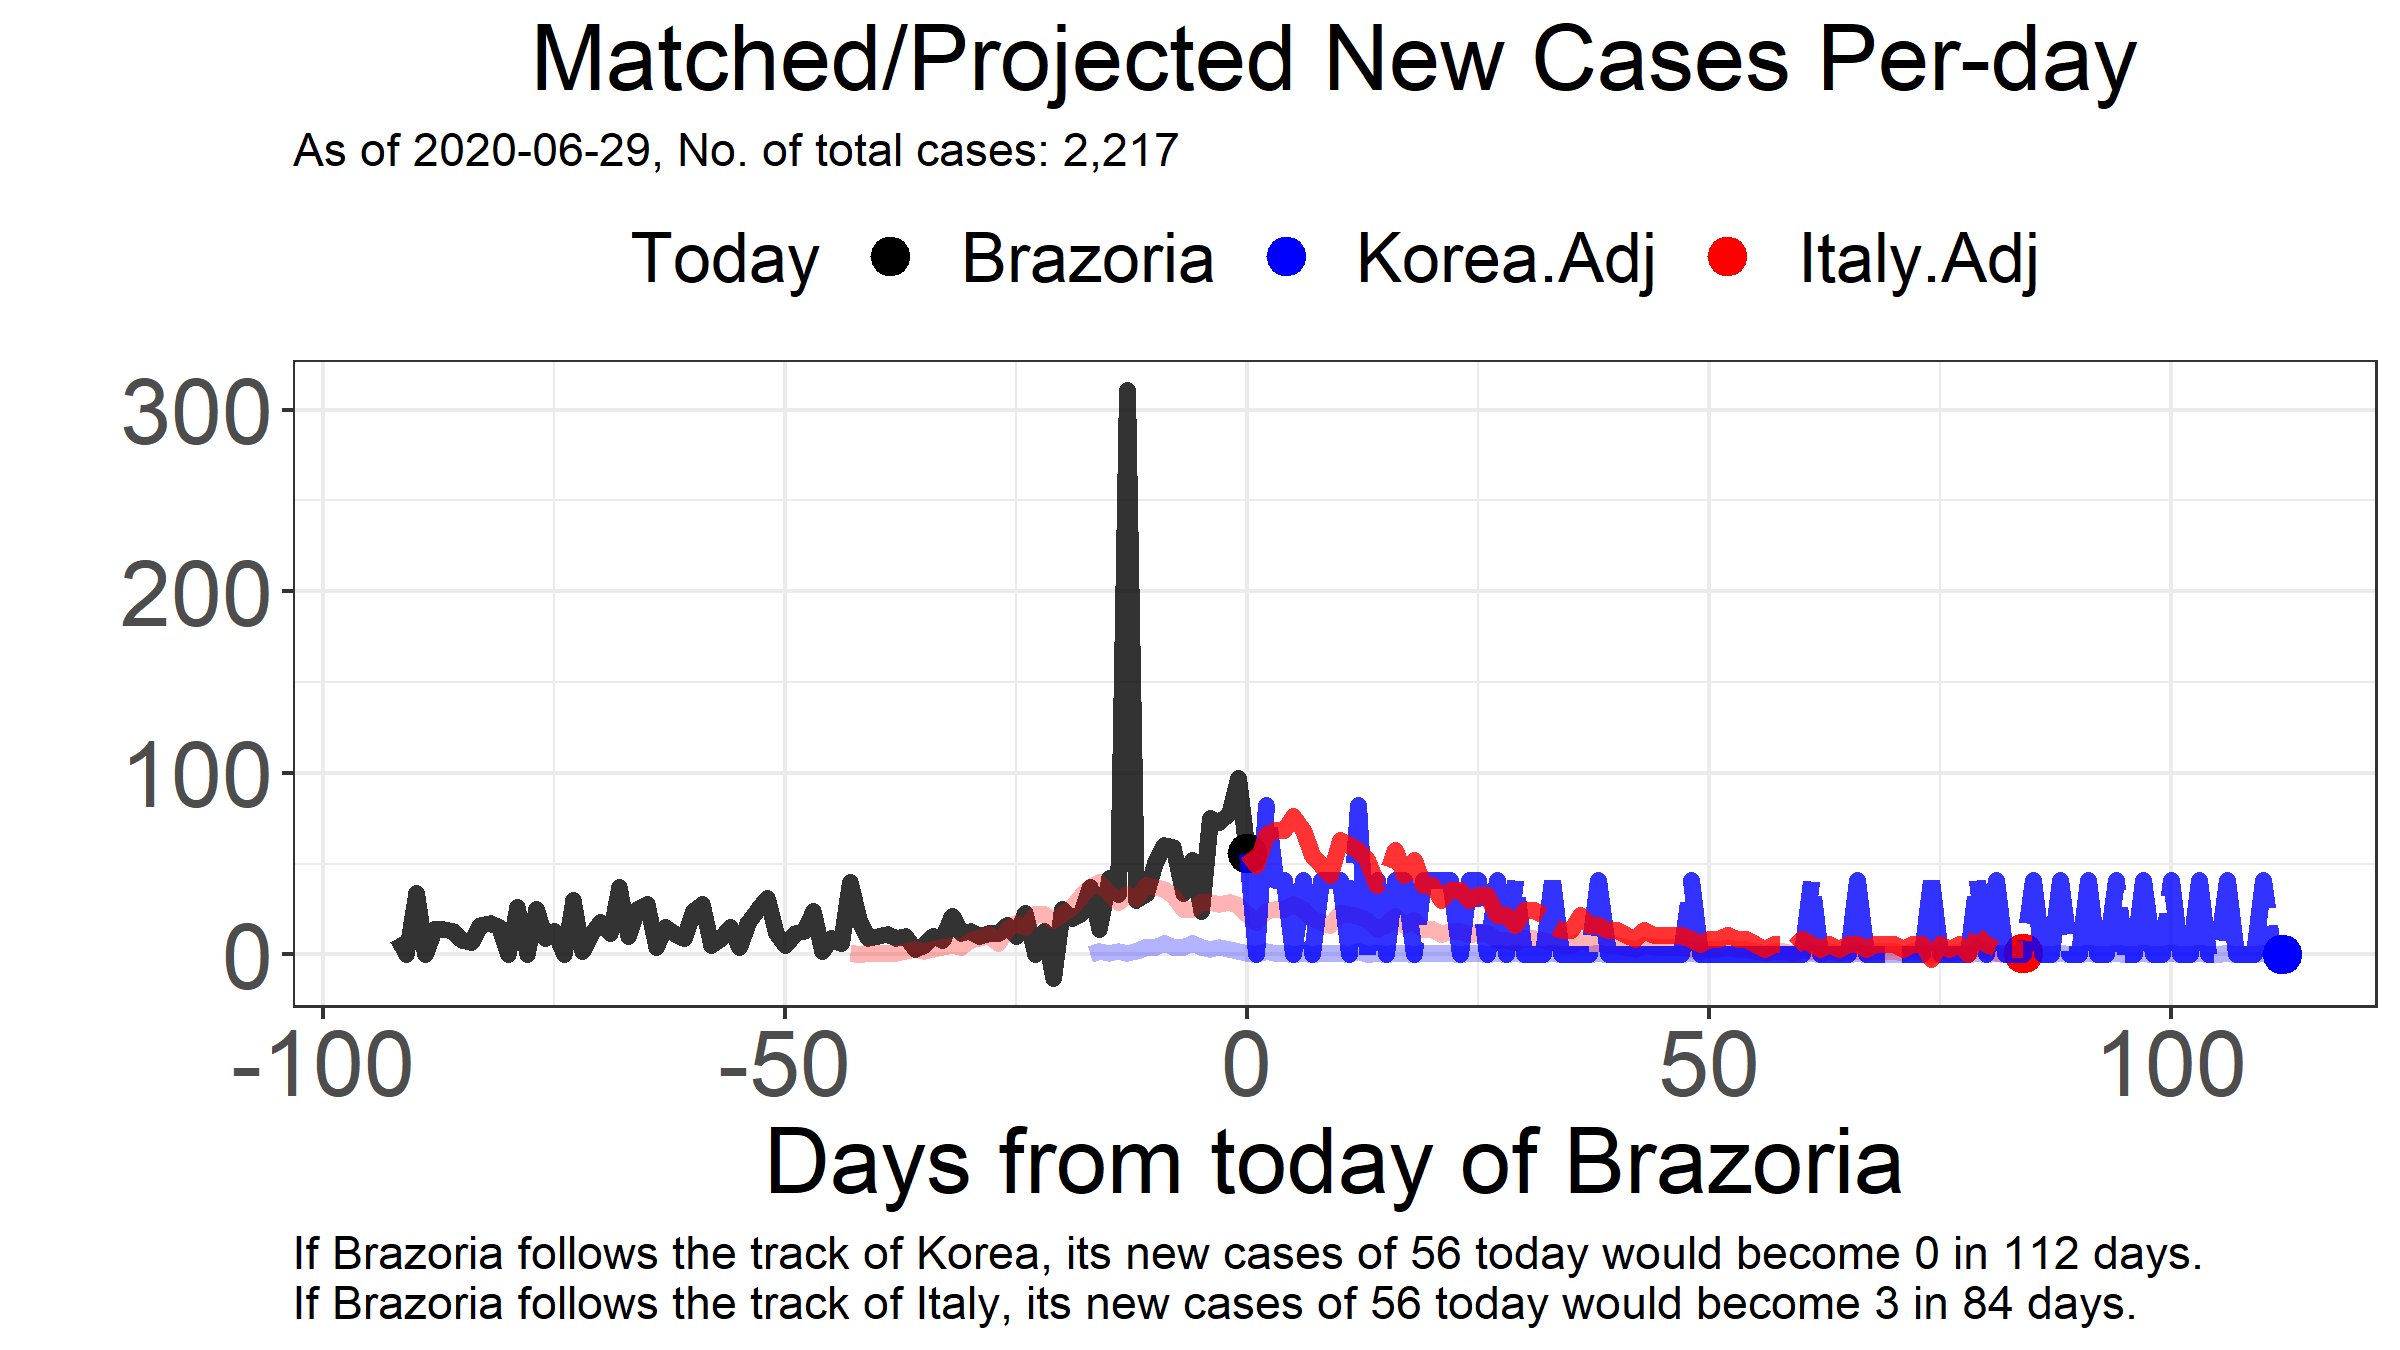 Matched/Projected New Cases Per-day
As of 2020-06-29, No. of total cases: 2,217
Today Brazoria Korea.Adj Italy.Adj
300
200
100
0
-100 -50 0 50 100
Days from today of Brazoria
If Brazoria follows the track of Korea, its new cases of 56 today would become 0 in 112 days.
If Brazoria follows the track of Italy, its new cases of 56 today would become 3 in 84 days.